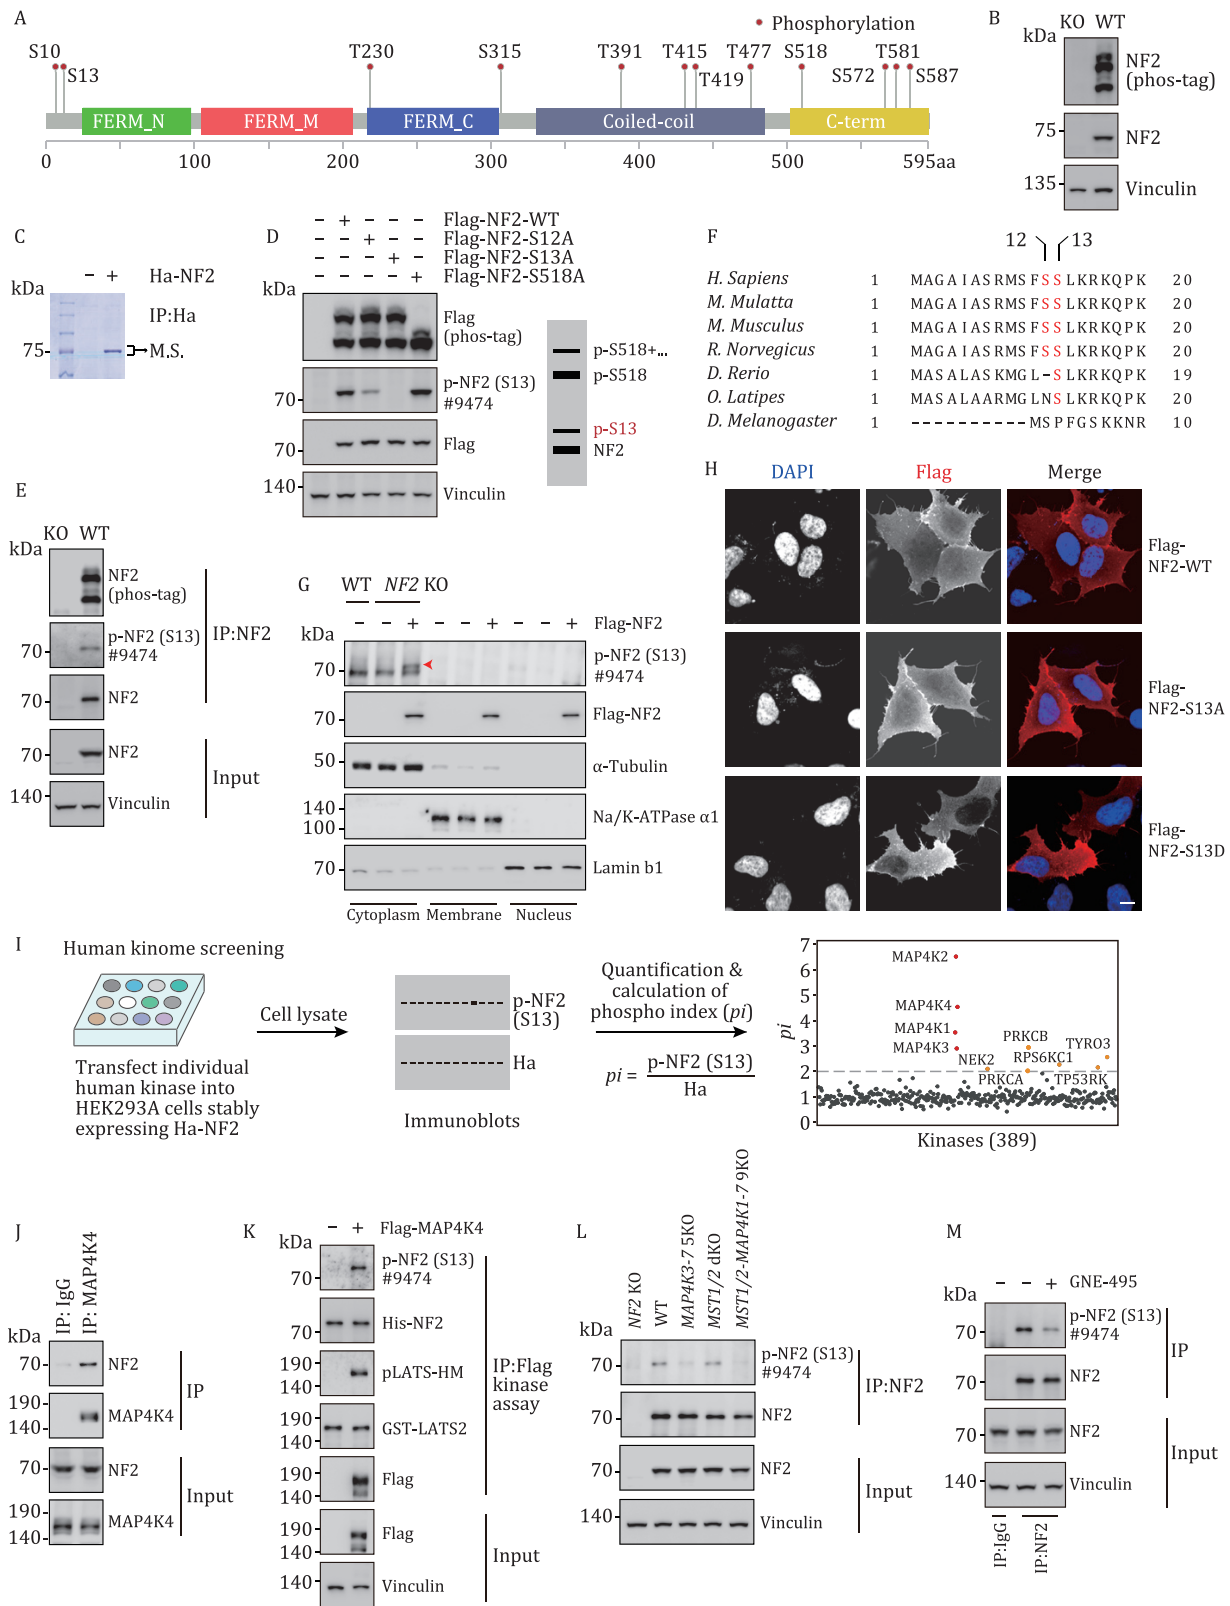 A
Phosphorylation
S10
S13
T230
S315
T391
T415
T419
T477
S518
S572
T581
S587
FERM_N
FERM_M
FERM_C
Coiled-coil
C-term
0
100
200
300
400
500
595aa
B
KO WT
kDa
NF2
(phos-tag)
75
NF2
135
Vinculin
C
– + Ha-NF2
kDa
IP:Ha
75
M.S.
D
– + – – – Flag-NF2-WT
– – + – – Flag-NF2-S12A
– – – + – Flag-NF2-S13A
– – – – + Flag-NF2-S518A
kDa
Flag
(phos-tag)
70
p-NF2 (S13)
#9474
70
Flag
140
Vinculin
p-S518+...
p-S518
p-S13
NF2
E
KO WT
kDa
NF2
(phos-tag)
70
p-NF2 (S13)
#9474
70
NF2
IP:NF2
70
NF2
140
Vinculin
Input
F
12 13
H. Sapiens 1 MAGAIASRMSFSSLKRKQPK 20
M. Mulatta 1 MAGAIASRMSFSSLKRKQPK 20
M. Musculus 1 MAGAIASRMSFSSLKRKQPK 20
R. Norvegicus 1 MAGAIASRMSFSSLKRKQPK 20
D. Rerio 1 MASALASKMGL–SLKRKQPK 19
O. Latipes 1 MASALAARMGLNSLKRKQPK 20
D. Melanogaster 1 ----------MSPFGSKKNR 10
G
WT NF2 KO
– – + – – + – – + Flag-NF2
kDa
70
p-NF2 (S13)
#9474
70
Flag-NF2
50
α-Tubulin
140
100
Na/K-ATPase α1
70
Lamin b1
Cytoplasm Membrane Nucleus
H
DAPI Flag Merge
Flag-
NF2-WT
Flag-
NF2-S13A
Flag-
NF2-S13D
I
Human kinome screening
Transfect individual
human kinase into
HEK293A cells stably
expressing Ha-NF2
Cell lysate
p-NF2
(S13)
Ha
Immunoblots
Quantification &
calculation of
phospho index (pi)
pi = p-NF2 (S13)
Ha
pi
7
6
5
4
3
2
1
0
MAP4K2
MAP4K4
MAP4K1
MAP4K3
NEK2
PRKCB
PRKCA
RPS6KC1
TYRO3
TP53RK
Kinases (389)
J
IP: IgG
IP: MAP4K4
kDa
70
NF2
190
140
MAP4K4
IP
70
NF2
190
140
MAP4K4
Input
K
– + Flag-MAP4K4
kDa
70
p-NF2 (S13)
#9474
70
His-NF2
190
140
pLATS-HM
190
140
GST-LATS2
190
140
Flag
IP:Flag
kinase
assay
190
140
Flag
140
Vinculin
Input
L
NF2 KO
WT
MAP4K3-7 5KO
MST1/2 dKO
MST1/2-MAP4K1-7 9KO
kDa
70
p-NF2 (S13)
#9474
70
NF2
IP:NF2
70
NF2
140
Vinculin
Input
M
– – + GNE-495
kDa
70
p-NF2 (S13)
#9474
70
NF2
IP
70
NF2
140
Vinculin
Input
IP:IgG
IP:NF2